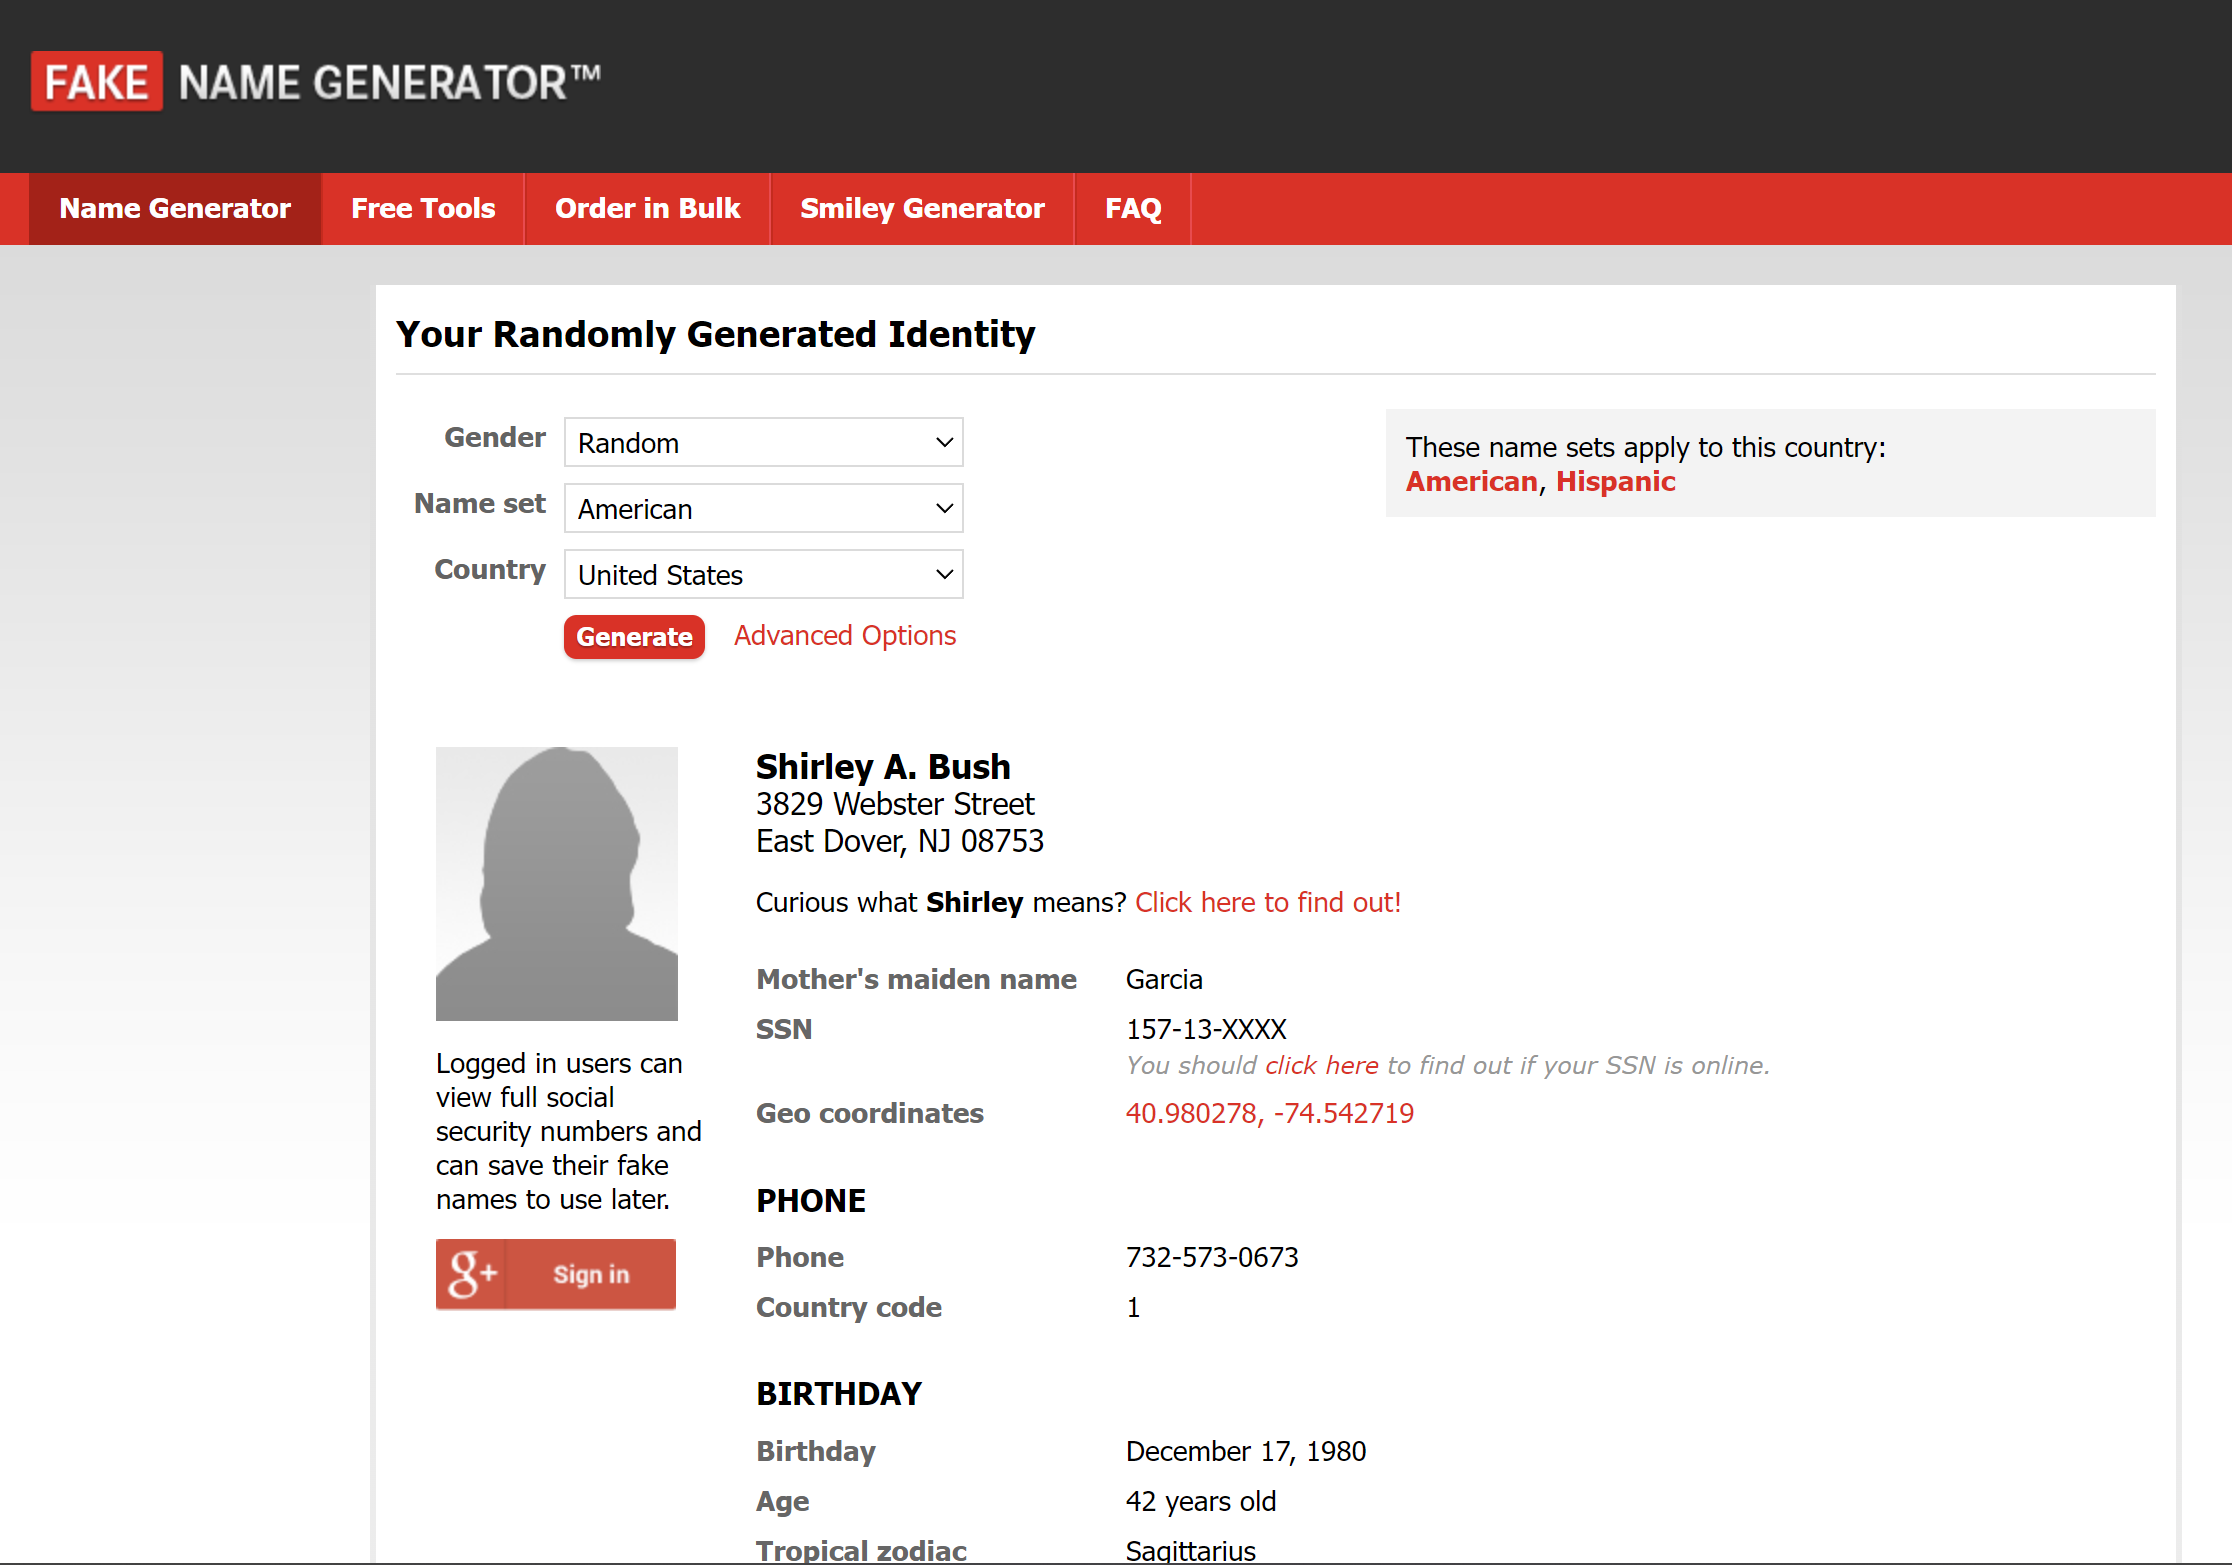 FAKE NAME GENERATOR™
Name Generator Free Tools Order in Bulk Smiley Generator FAQ
Your Randomly Generated Identity
Gender Random
Name set American
Country United States
Generate Advanced Options
These name sets apply to this country:
American, Hispanic
Shirley A. Bush
3829 Webster Street
East Dover, NJ 08753
Curious what Shirley means? Click here to find out!
Mother's maiden name Garcia
SSN 157-13-XXXX
You should click here to find out if your SSN is online.
Geo coordinates 40.980278, -74.542719
Logged in users can
view full social
security numbers and
can save their fake
names to use later.
g+ Sign in
PHONE
Phone 732-573-0673
Country code 1
BIRTHDAY
Birthday December 17, 1980
Age 42 years old
Tropical zodiac Sagittarius